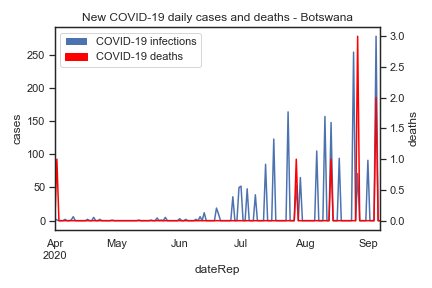 New COVID-19 daily cases and deaths - Botswana
COVID-19 infections
COVID-19 deaths
cases
250
200
150
100
50
0
deaths
3.0
2.5
2.0
1.5
1.0
0.5
0.0
Apr May Jun Jul Aug Sep
2020
dateRep